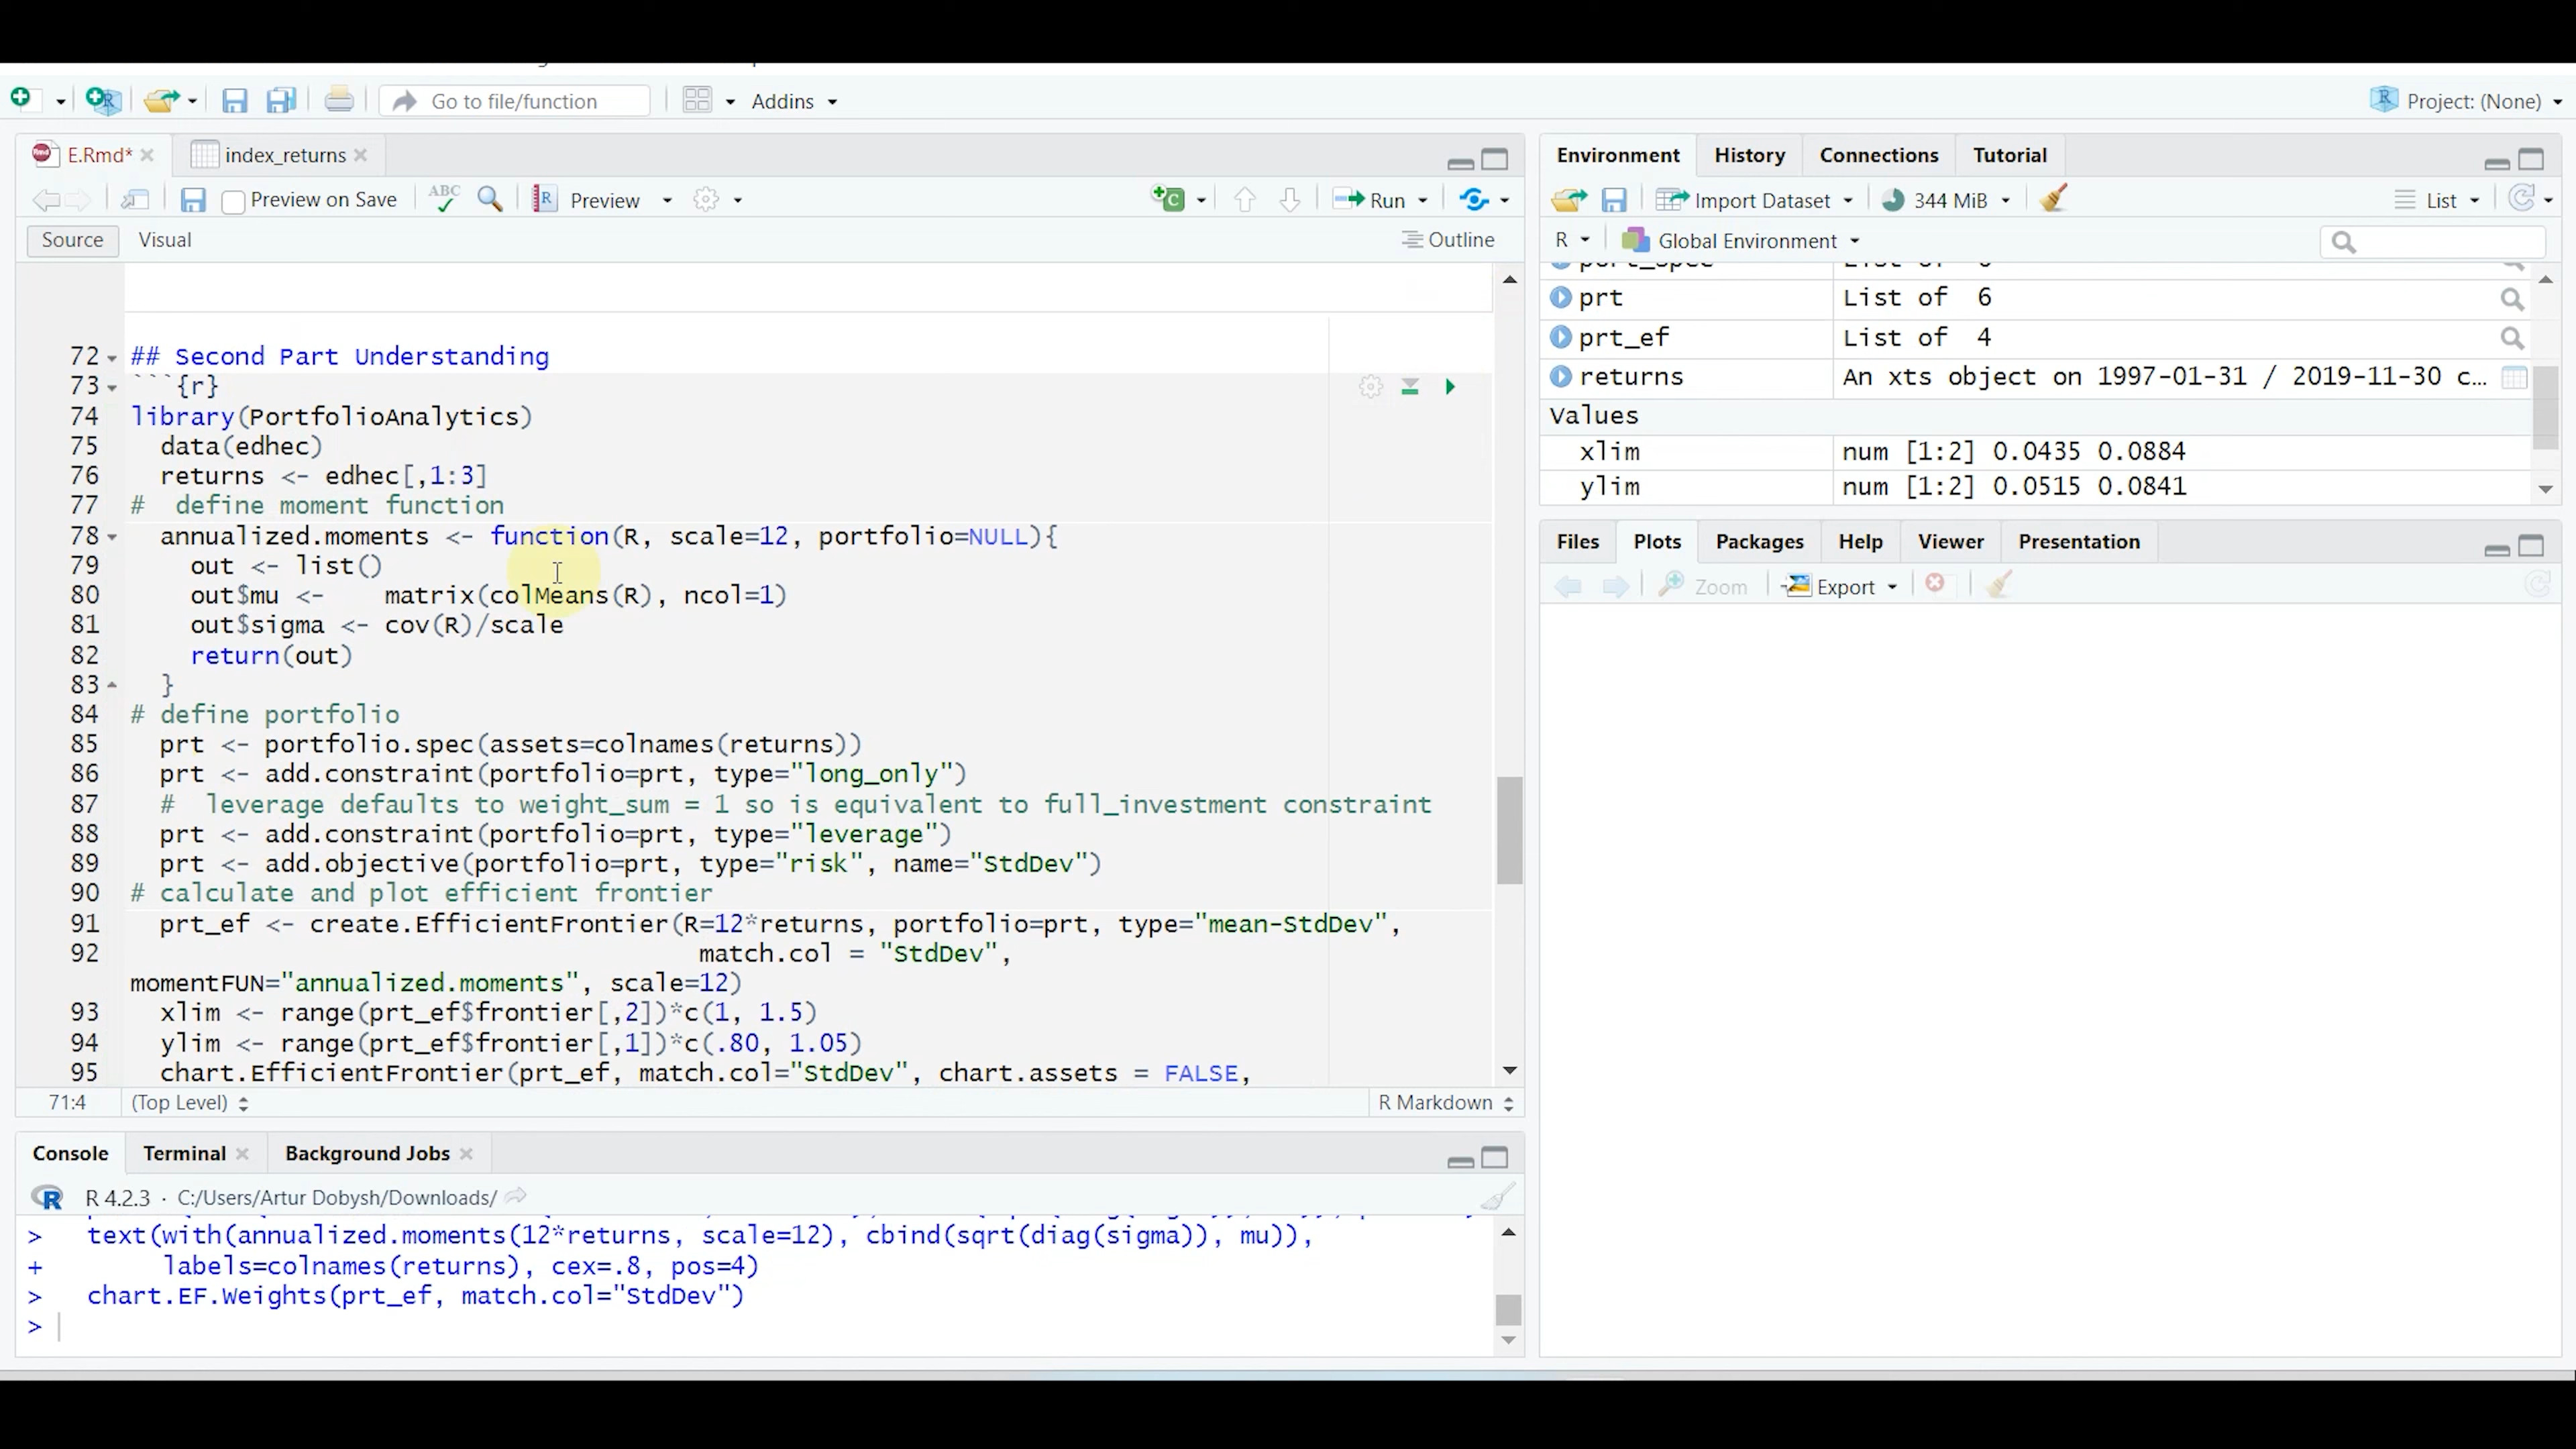 Go to file/function
Addins
Project: (None)
E.Rmd*
index_returns
Preview on Save
ABC
Preview
Run
Source
Visual
Outline
72 ## Second Part Understanding
73 ```{r}
74 library(PortfolioAnalytics)
75 data(edhec)
76 returns <- edhec[,1:3]
77 #  define moment function
78 annualized.moments <- function(R, scale=12, portfolio=NULL){
79 out <- list()
80 out$mu <-    matrix(colMeans(R), ncol=1)
81 out$sigma <- cov(R)/scale
82 return(out)
83 }
84 # define portfolio
85 prt <- portfolio.spec(assets=colnames(returns))
86 prt <- add.constraint(portfolio=prt, type="long_only")
87 #  leverage defaults to weight_sum = 1 so is equivalent to full_investment constraint
88 prt <- add.constraint(portfolio=prt, type="leverage")
89 prt <- add.objective(portfolio=prt, type="risk", name="StdDev")
90 # calculate and plot efficient frontier
91 prt_ef <- create.EfficientFrontier(R=12*returns, portfolio=prt, type="mean-StdDev",
92 match.col = "StdDev",
momentFUN="annualized.moments", scale=12)
93 xlim <- range(prt_ef$frontier[,2])*c(1, 1.5)
94 ylim <- range(prt_ef$frontier[,1])*c(.80, 1.05)
95 chart.EfficientFrontier(prt_ef, match.col="StdDev", chart.assets = FALSE,
71:4
(Top Level)
R Markdown
Console
Terminal
Background Jobs
R 4.2.3 · C:/Users/Artur Dobysh/Downloads/
> text(with(annualized.moments(12*returns, scale=12), cbind(sqrt(diag(sigma)), mu)),
+ labels=colnames(returns), cex=.8, pos=4)
> chart.EF.Weights(prt_ef, match.col="StdDev")
>
Environment
History
Connections
Tutorial
Import Dataset
344 MiB
List
R
Global Environment
prt List of 6
prt_ef List of 4
returns An xts object on 1997-01-31 / 2019-11-30 c...
Values
xlim num [1:2] 0.0435 0.0884
ylim num [1:2] 0.0515 0.0841
Files
Plots
Packages
Help
Viewer
Presentation
Zoom
Export